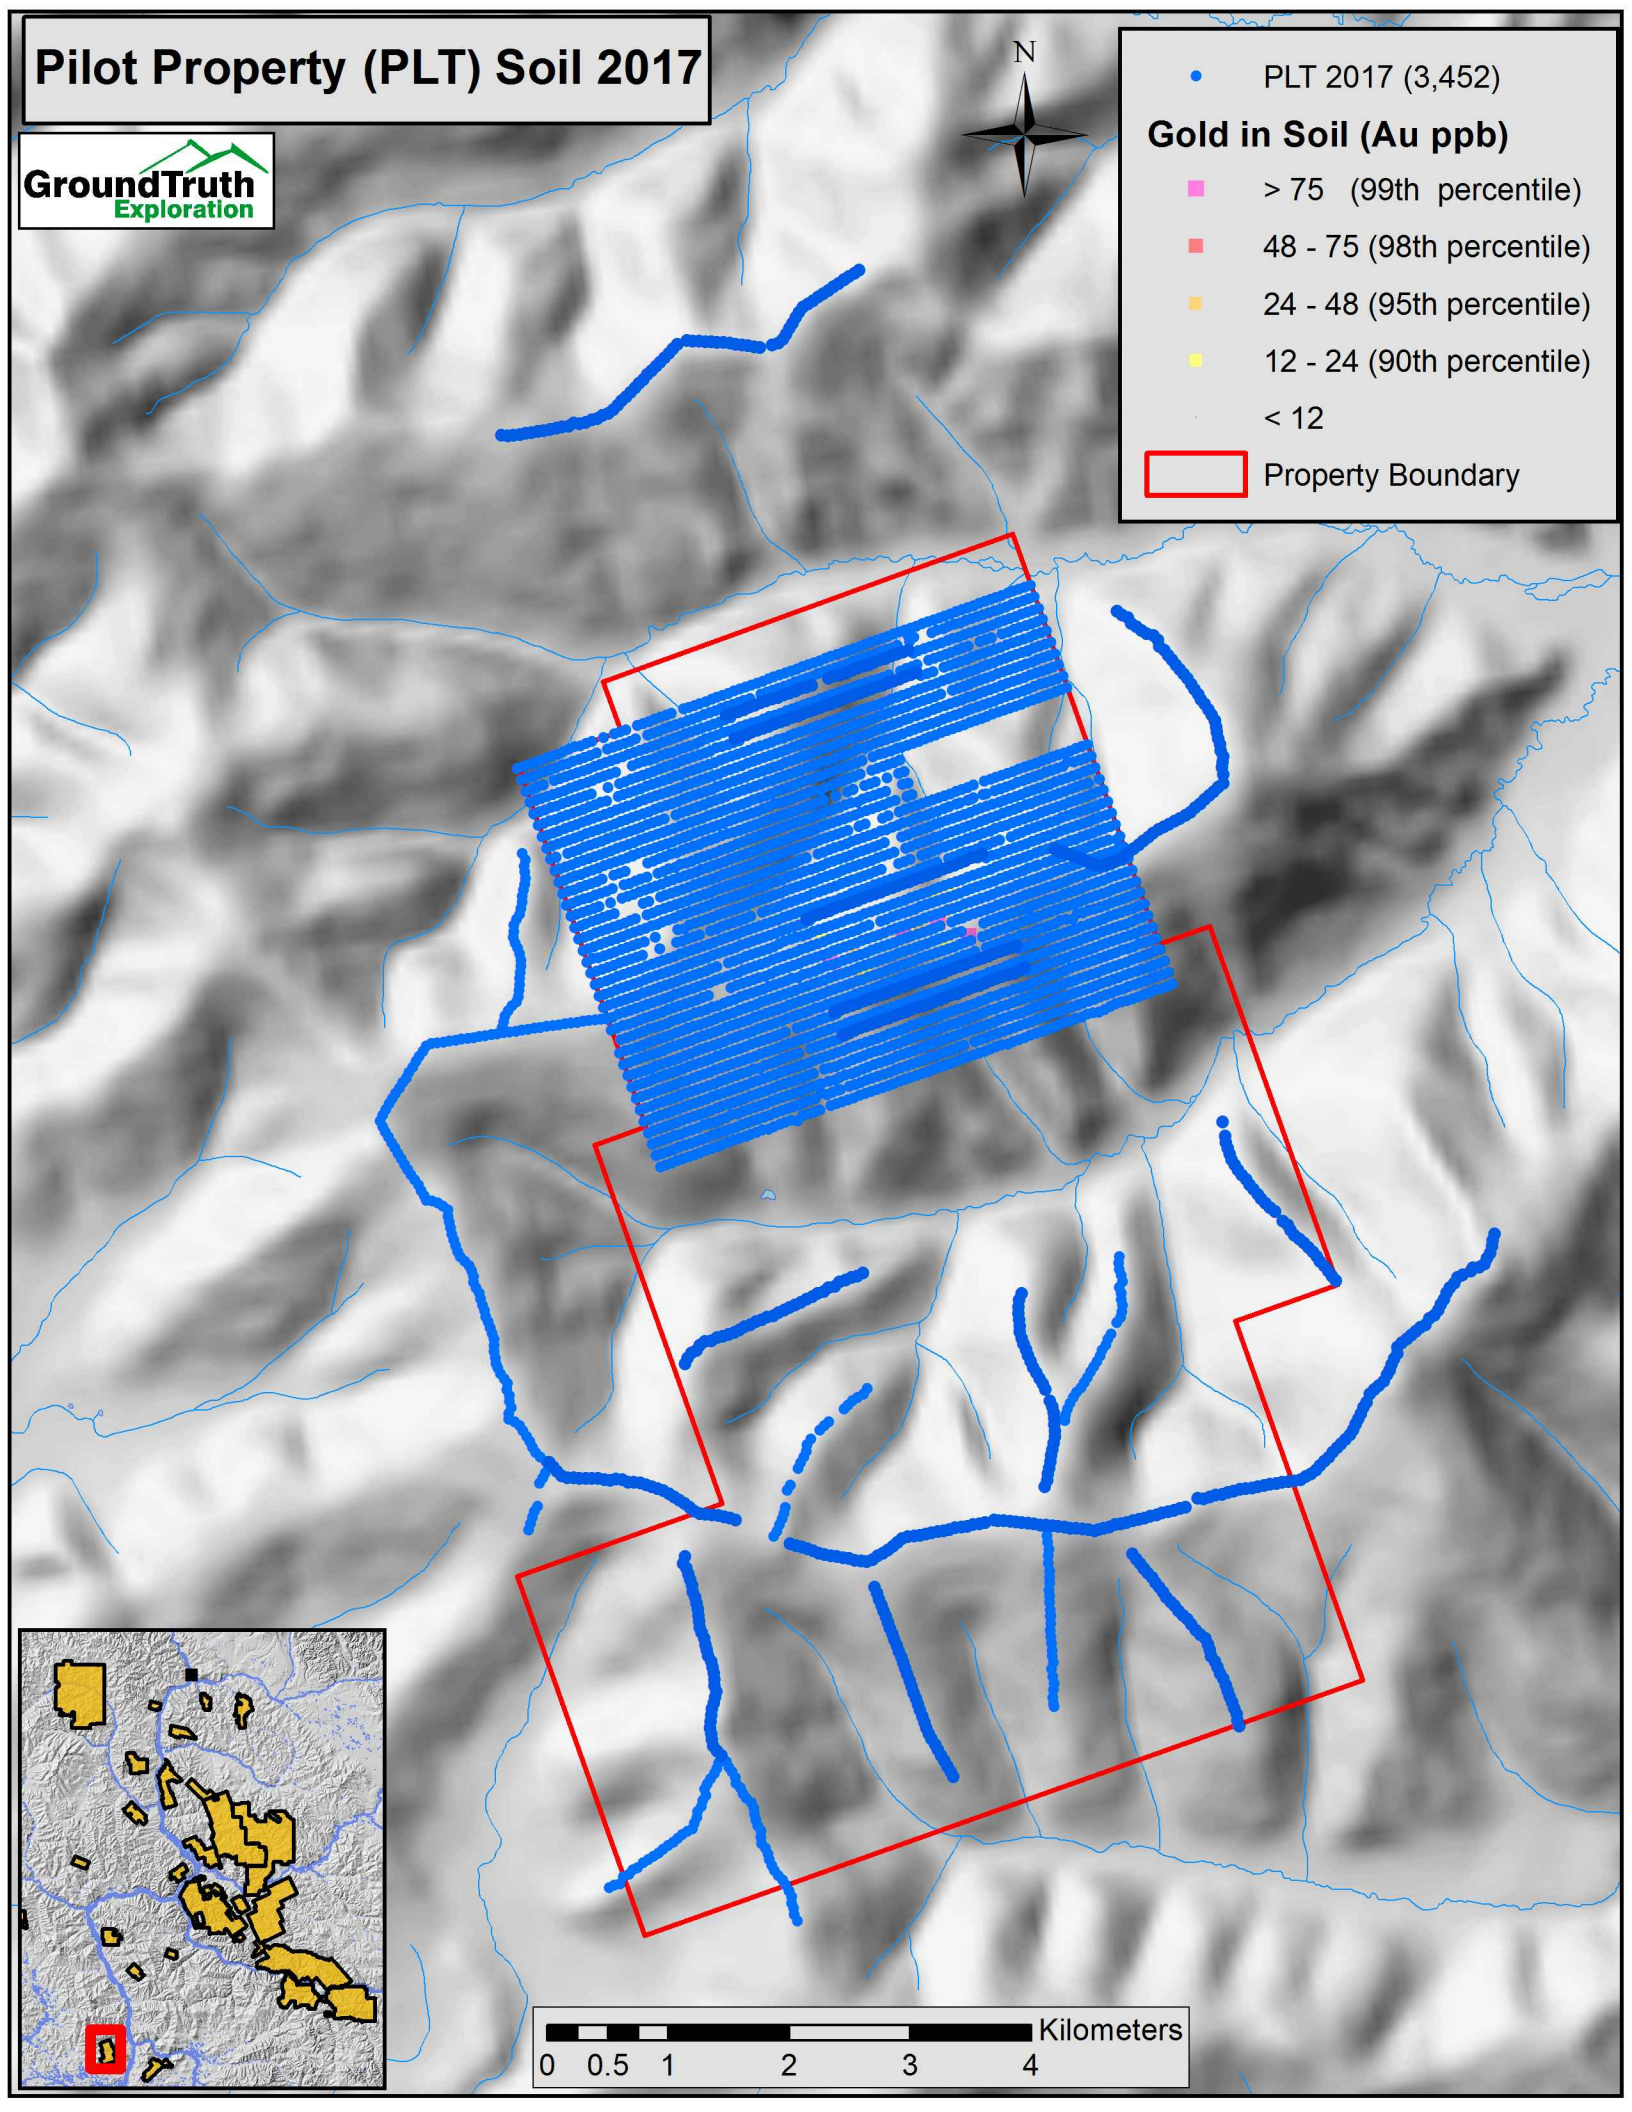 Pilot Property (PLT) Soil 2017
GroundTruth
Exploration
N
PLT 2017 (3,452)
Gold in Soil (Au ppb)
> 75 (99th percentile)
48 - 75 (98th percentile)
24 - 48 (95th percentile)
12 - 24 (90th percentile)
< 12
Property Boundary
Kilometers
0 0.5 1 2 3 4